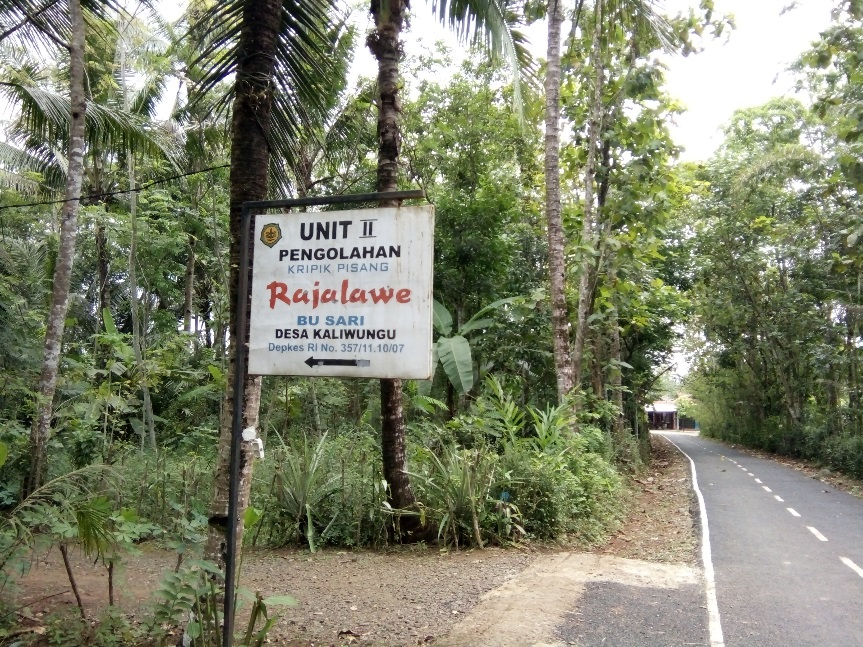 UNIT II
PENGOLAHAN
KRIPIK PISANG
Rajalawe
BU SARI
DESA KALIWUNGU
Depkes RI No. 357/11.10/07